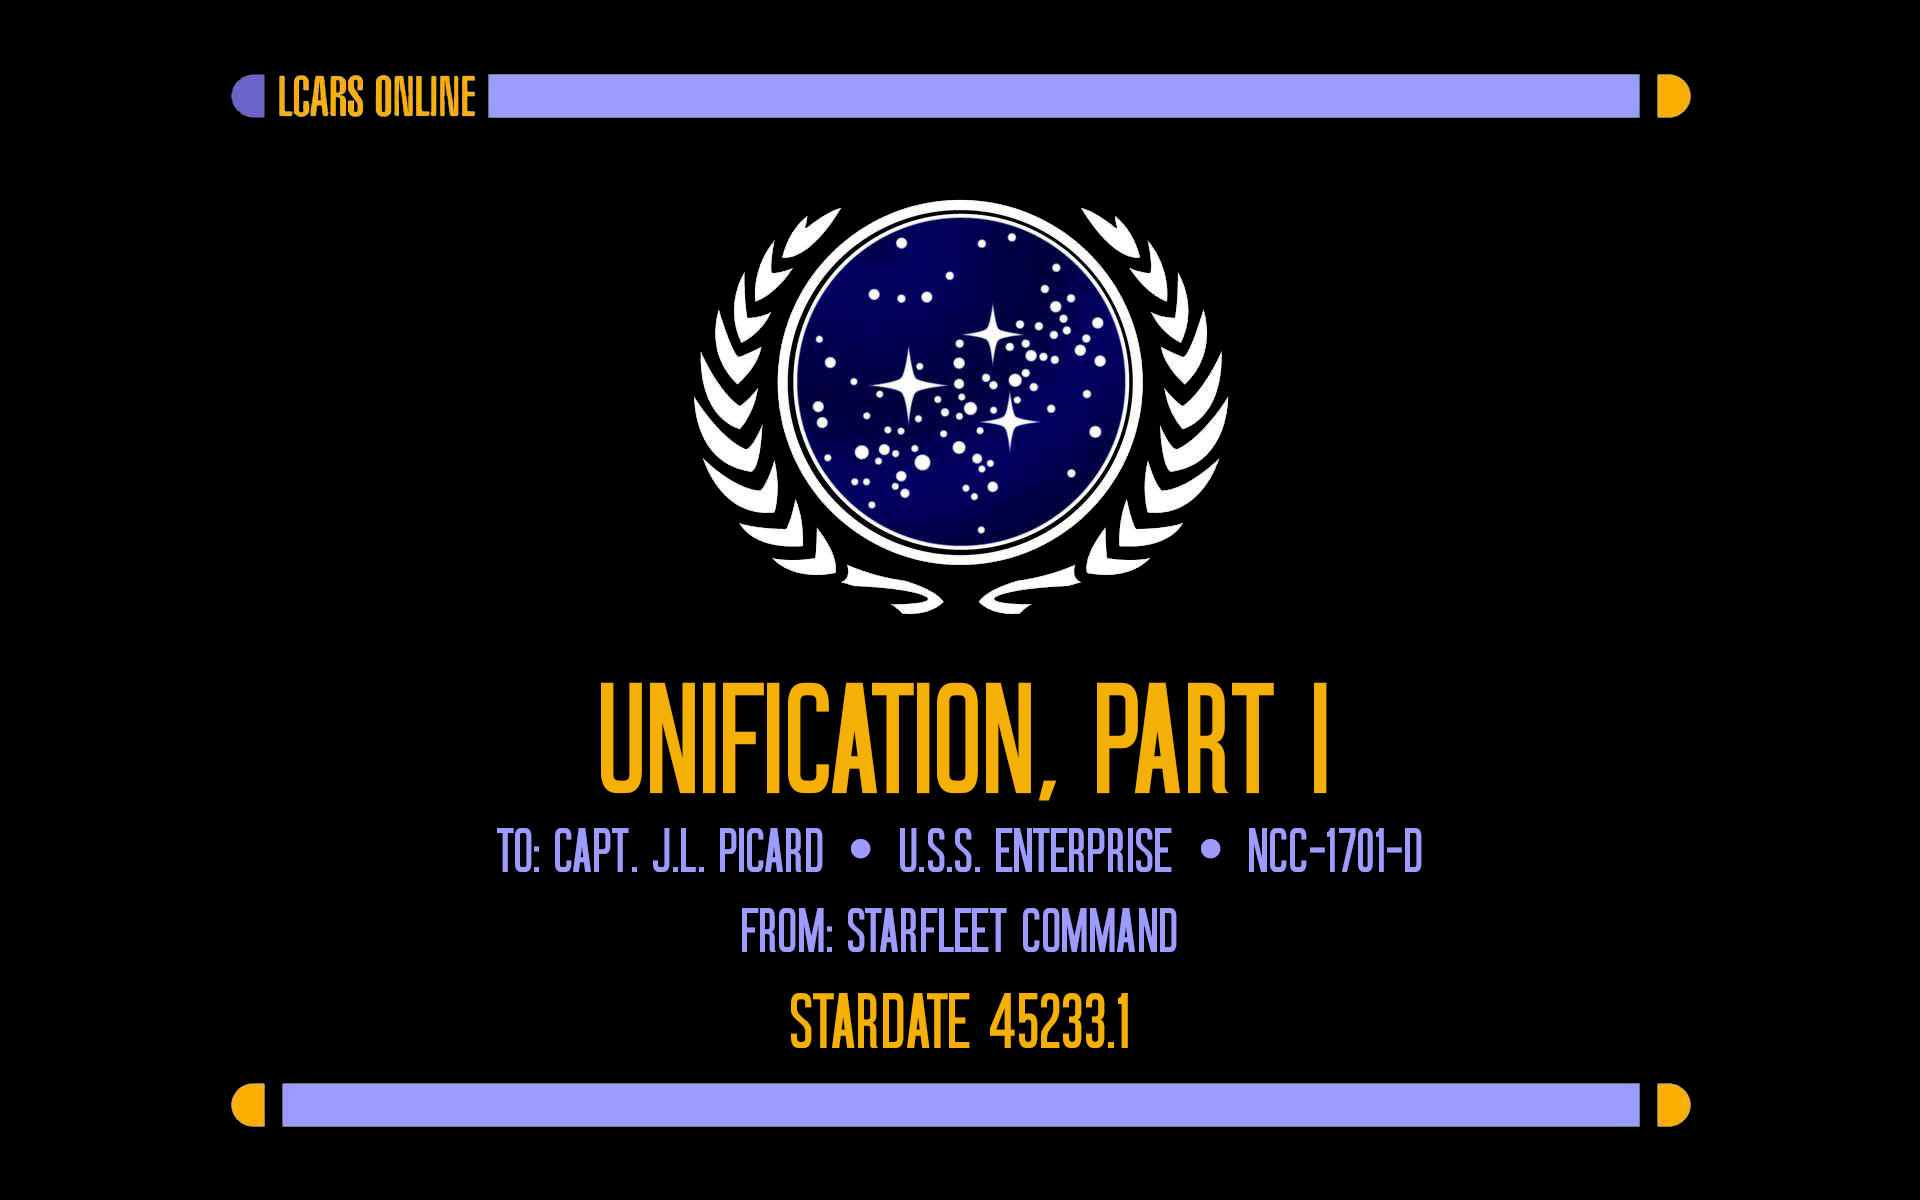 LCARS ONLINE
UNIFICATION, PART I
TO: CAPT. J.L. PICARD • U.S.S. ENTERPRISE • NCC-1701-D
FROM: STARFLEET COMMAND
STARDATE 45233.1